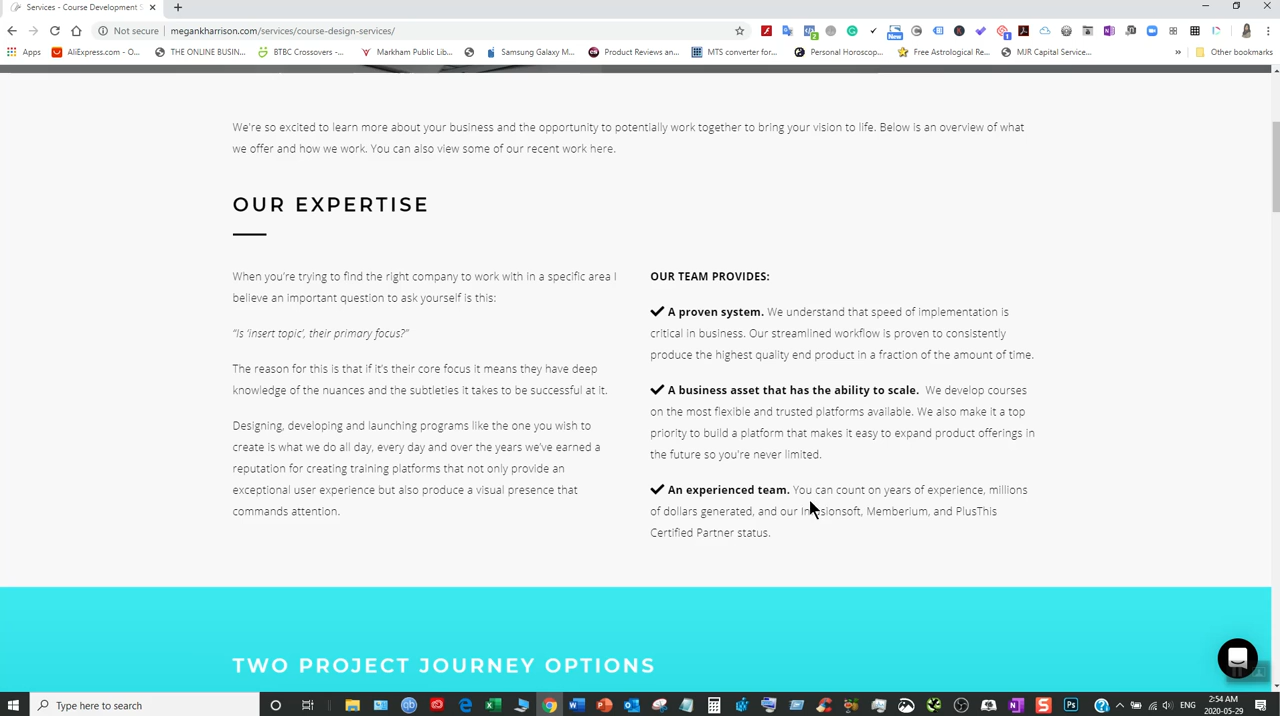 Services - Course Development S
Not secure | megankharrison.com/services/course-design-services/
Apps AliExpress.com - O... THE ONLINE BUSIN... BTBC Crossovers -... Markham Public Lib... Samsung Galaxy M... Product Reviews an... MTS converter for... Personal Horoscop... Free Astrological Re... MJR Capital Service... » Other bookmarks
New
We're so excited to learn more about your business and the opportunity to potentially work together to bring your vision to life. Below is an overview of what
we offer and how we work. You can also view some of our recent work here.
OUR EXPERTISE
When you're trying to find the right company to work with in a specific area I
believe an important question to ask yourself is this:
"Is 'insert topic', their primary focus?"
The reason for this is that if it's their core focus it means they have deep
knowledge of the nuances and the subtleties it takes to be successful at it.
Designing, developing and launching programs like the one you wish to
create is what we do all day, every day and over the years we've earned a
reputation for creating training platforms that not only provide an
exceptional user experience but also produce a visual presence that
commands attention.
OUR TEAM PROVIDES:
A proven system. We understand that speed of implementation is
critical in business. Our streamlined workflow is proven to consistently
produce the highest quality end product in a fraction of the amount of time.
A business asset that has the ability to scale. We develop courses
on the most flexible and trusted platforms available. We also make it a top
priority to build a platform that makes it easy to expand product offerings in
the future so you're never limited.
An experienced team. You can count on years of experience, millions
of dollars generated, and our Infusionsoft, Memberium, and PlusThis
Certified Partner status.
TWO PROJECT JOURNEY OPTIONS
Type here to search
ENG
2:54 AM
2020-05-29